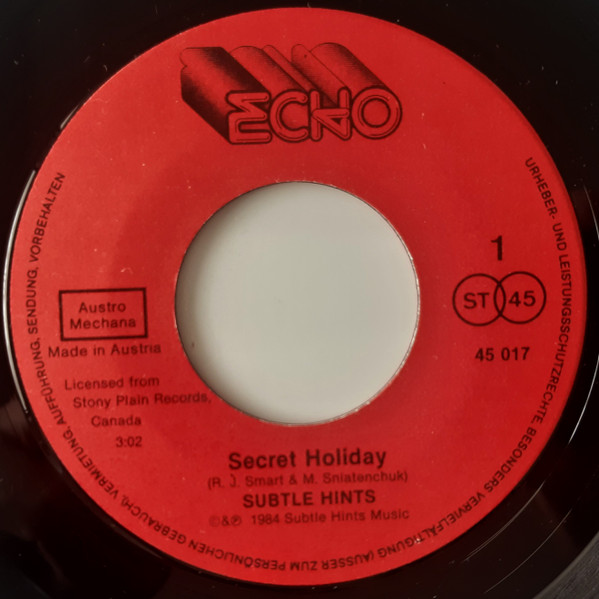 ECHO
1
ST 45
45 017
Austro
Mechana
Made in Austria
Licensed from
Stony Plain Records,
Canada
3:02
Secret Holiday
(R. J. Smart & M. Sniatenchuk)
SUBTLE HINTS
©&℗ 1984 Subtle Hints Music
URHEBER- UND LEISTUNGSSCHUTZRECHTE, BESONDERS VERVIELFÄLTIGUNG (AUSSER ZUM PERSÖNLICHEN GEBRAUCH), VERMIETUNG, AUFFÜHRUNG, SENDUNG, VORBEHALTEN